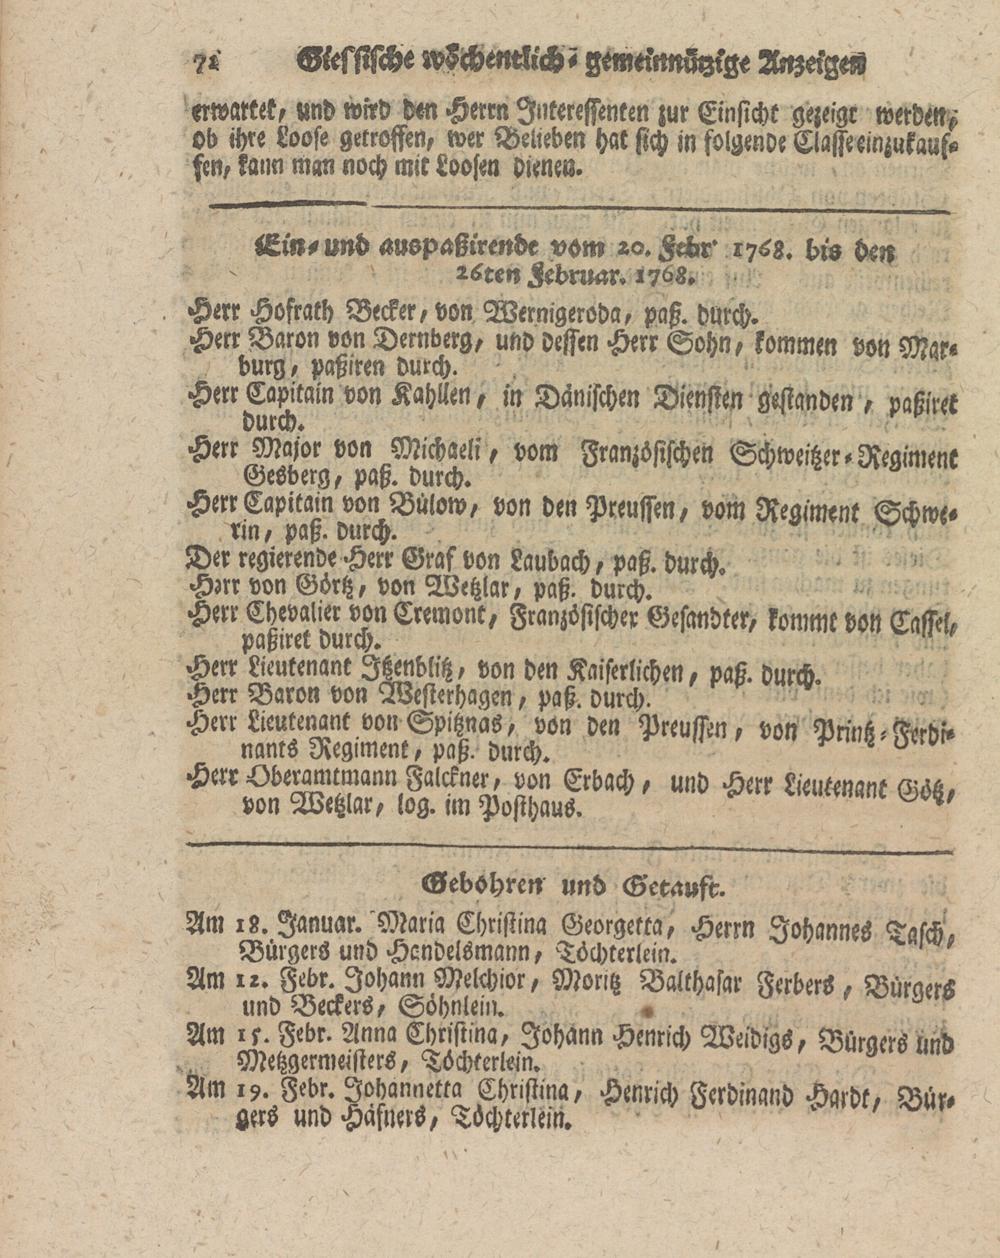 72 Giessische wöchentlich-gemeinnützige Anzeigen
erwartet, und wird den Herrn Interessenten zur Einsicht gezeigt werden,
ob ihre Loose getroffen, wer Belieben hat sich in folgende Classe einzukauf-
fen, kann man noch mit Loosen dienen.
Ein- und auspaßirende vom 20. Febr 1768. bis den
26ten Februar. 1768.
Herr Hofrath Becker, von Wernigeroda, paß. durch.
Herr Baron von Dernberg, und dessen Herr Sohn, kommen von Mar-
burg, paßiren durch.
Herr Capitain von Kahllen, in Dänischen Diensten gestanden, paßiret
durch.
Herr Major von Michaeli, vom Französischen Schweitzer-Regiment
Gesberg, paß. durch.
Herr Capitain von Bülow, von den Preussen, vom Regiment Schwe-
rin, paß. durch.
Der regierende Herr Graf von Laubach, paß. durch.
Herr von Görtz, von Wetzlar, paß. durch.
Herr Chevalier von Cremont, Französischer Gesandter, kommt von Cassel,
paßiret durch.
Herr Lieutenant Itzenblitz, von den Kaiserlichen, paß. durch.
Herr Baron von Westerhagen, paß. durch.
Herr Lieutenant von Spitznas, von den Preussen, von Printz-Ferdi-
nants Regiment, paß. durch.
Herr Oberamtmann Falckner, von Erbach, und Herr Lieutenant Götz,
von Wetzlar, log. im Posthaus.
Gebohren und Getauft.
Am 18. Januar. Maria Christina Georgetta, Herrn Johannes Tasch,
Bürgers und Handelsmann, Töchterlein.
Am 12. Febr. Johann Melchior, Moritz Balthasar Ferbers, Bürgers
und Beckers, Söhnlein.
Am 15. Febr. Anna Christina, Johann Henrich Weidigs, Bürgers und
Metzgermeisters, Töchterlein.
Am 19. Febr. Johannetta Christina, Henrich Ferdinand Hardt, Bür-
gers und Häfners, Töchterlein.